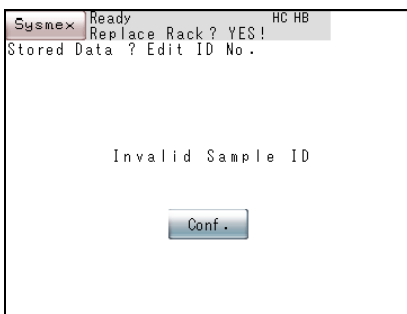 Sysmex Ready HC HB
Replace Rack? YES!
Stored Data ? Edit ID No.
Invalid Sample ID
Conf.